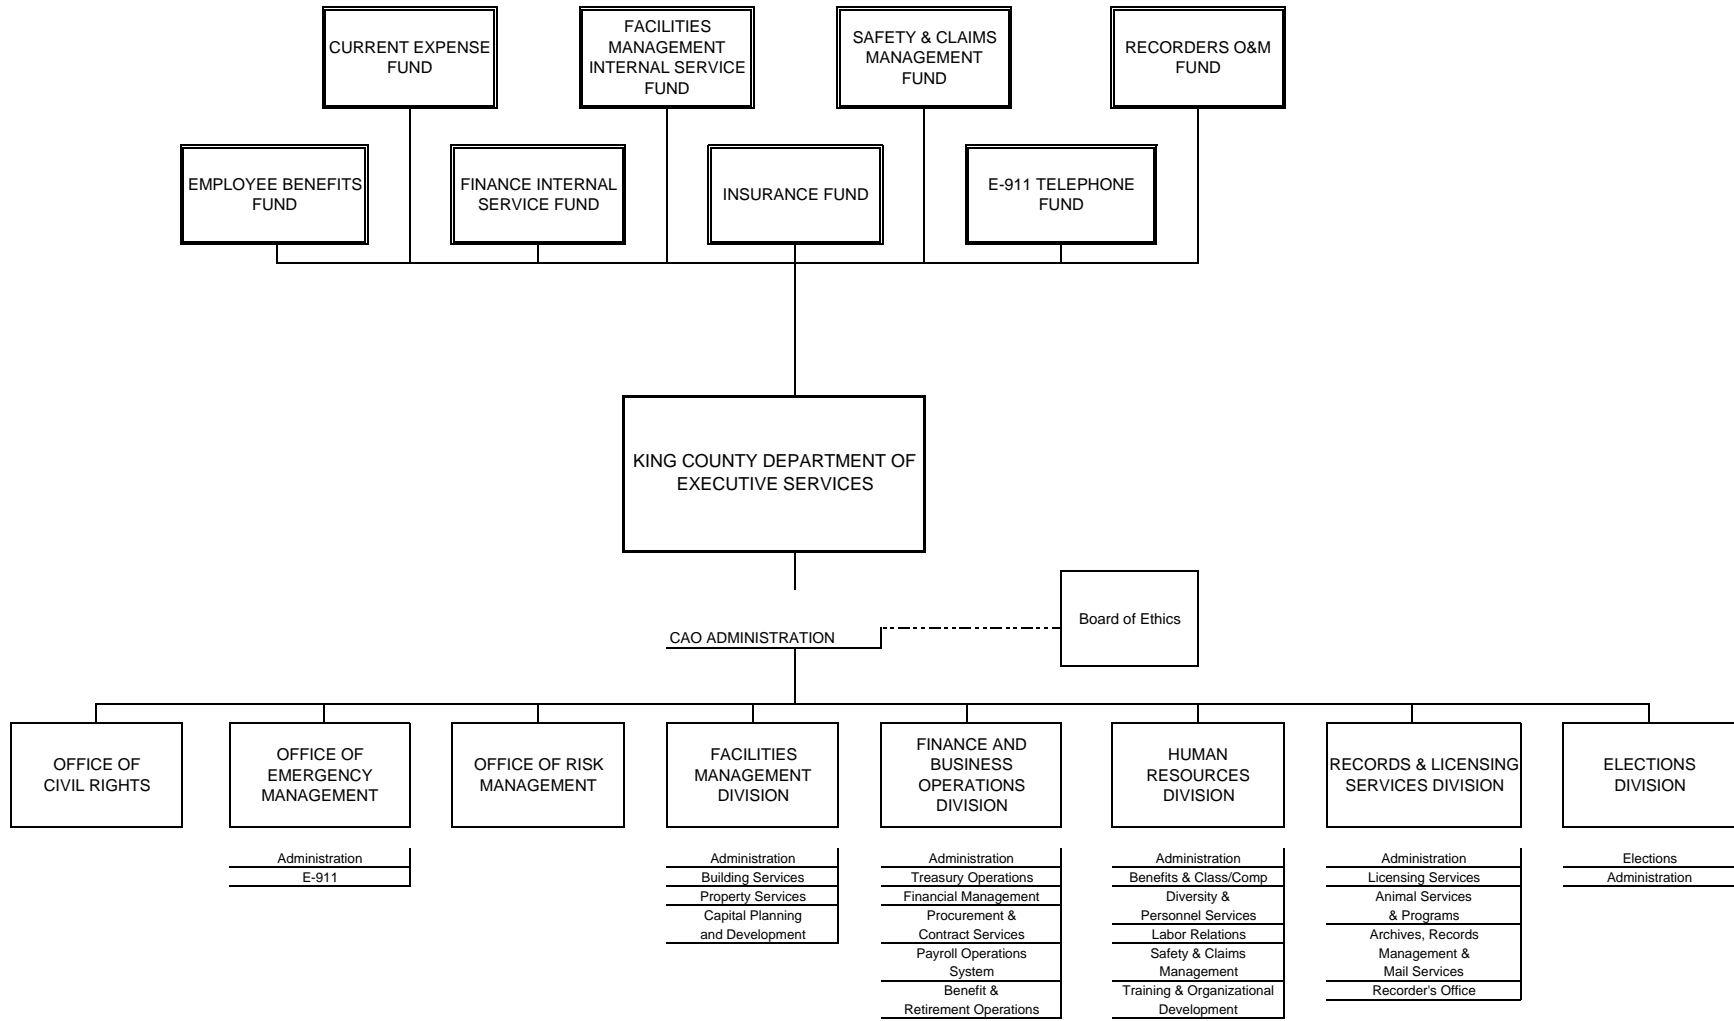 CURRENT EXPENSE
FUND
FACILITIES
MANAGEMENT
INTERNAL SERVICE
FUND
SAFETY & CLAIMS
MANAGEMENT
FUND
RECORDERS O&M
FUND
EMPLOYEE BENEFITS
FUND
FINANCE INTERNAL
SERVICE FUND
INSURANCE FUND
E-911 TELEPHONE
FUND
KING COUNTY DEPARTMENT OF
EXECUTIVE SERVICES
Board of Ethics
CAO ADMINISTRATION
OFFICE OF
CIVIL RIGHTS
OFFICE OF
EMERGENCY
MANAGEMENT
Administration
E-911
OFFICE OF RISK
MANAGEMENT
FACILITIES
MANAGEMENT
DIVISION
Administration
Building Services
Property Services
Capital Planning
and Development
FINANCE AND
BUSINESS
OPERATIONS
DIVISION
Administration
Treasury Operations
Financial Management
Procurement &
Contract Services
Payroll Operations
System
Benefit &
Retirement Operations
HUMAN
RESOURCES
DIVISION
Administration
Benefits & Class/Comp
Diversity &
Personnel Services
Labor Relations
Safety & Claims
Management
Training & Organizational
Development
RECORDS & LICENSING
SERVICES DIVISION
Administration
Licensing Services
Animal Services
& Programs
Archives, Records
Management &
Mail Services
Recorder's Office
ELECTIONS
DIVISION
Elections
Administration